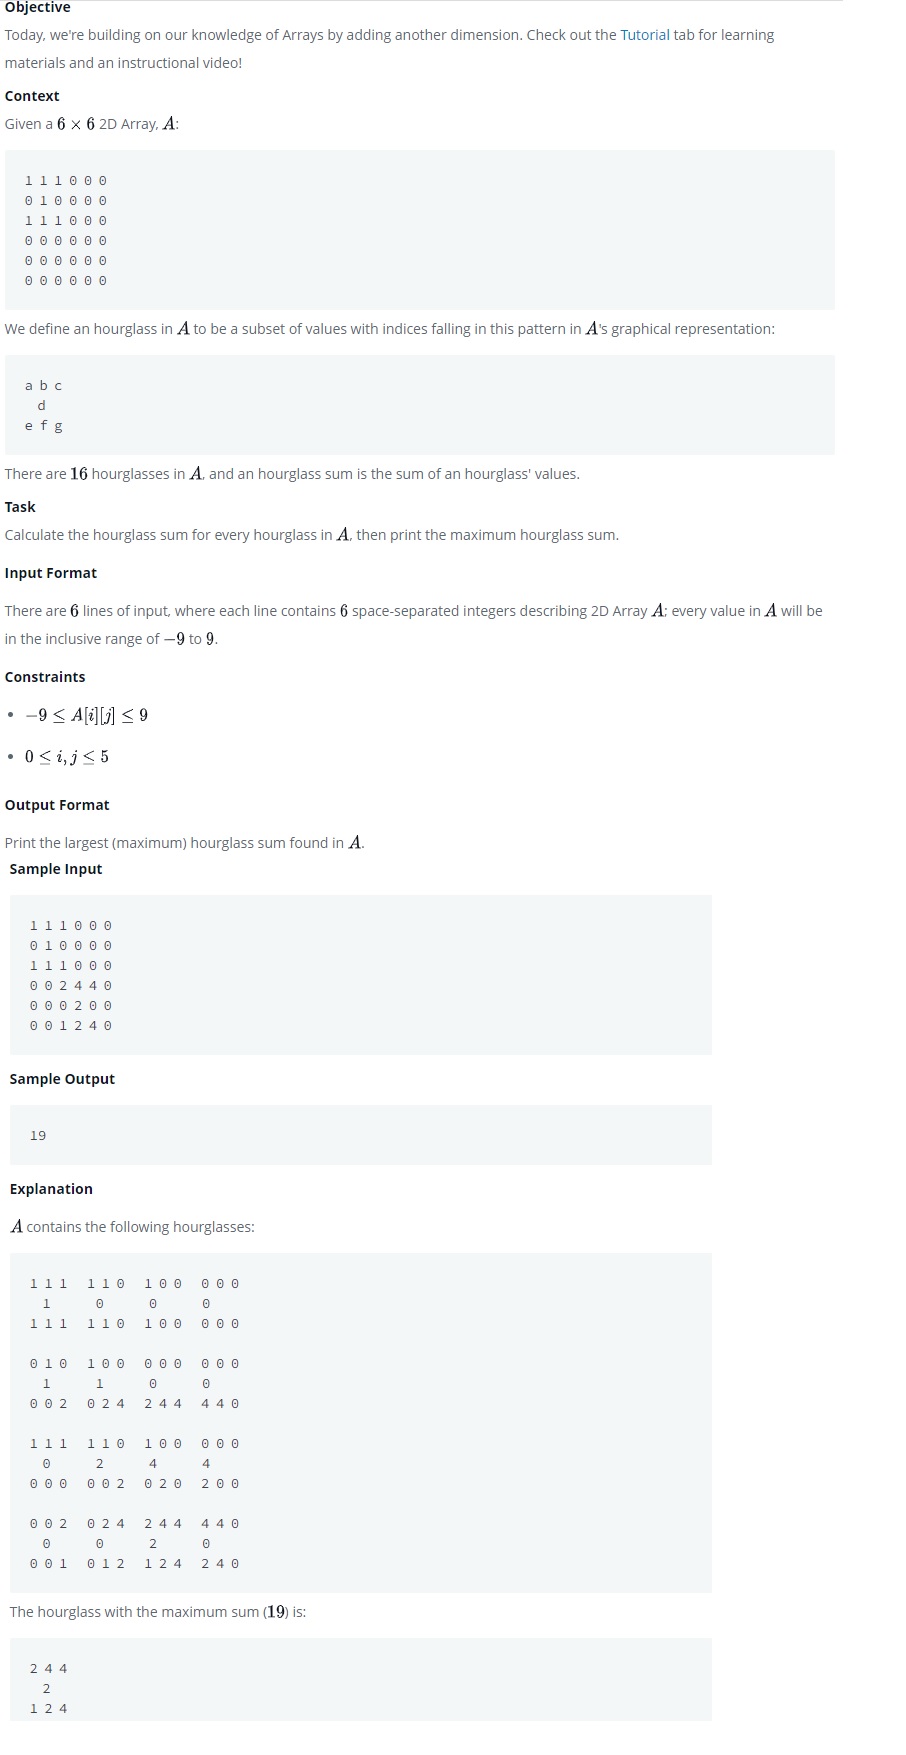 Objective
Today, we're building on our knowledge of Arrays by adding another dimension. Check out the Tutorial tab for learning
materials and an instructional video!
Context
Given a 6 × 6 2D Array, A:
1 1 1 0 0 0
0 1 0 0 0 0
1 1 1 0 0 0
0 0 0 0 0 0
0 0 0 0 0 0
0 0 0 0 0 0
We define an hourglass in A to be a subset of values with indices falling in this pattern in A's graphical representation:
a b c
d
e f g
There are 16 hourglasses in A, and an hourglass sum is the sum of an hourglass' values.
Task
Calculate the hourglass sum for every hourglass in A, then print the maximum hourglass sum.
Input Format
There are 6 lines of input, where each line contains 6 space-separated integers describing 2D Array A; every value in A will be
in the inclusive range of −9 to 9.
Constraints
• −9 ≤ A[i][j] ≤ 9
• 0 ≤ i, j ≤ 5
Output Format
Print the largest (maximum) hourglass sum found in A.
Sample Input
1 1 1 0 0 0
0 1 0 0 0 0
1 1 1 0 0 0
0 0 2 4 4 0
0 0 0 2 0 0
0 0 1 2 4 0
Sample Output
19
Explanation
A contains the following hourglasses:
1 1 1   1 1 0   1 0 0   0 0 0
  1       0       0       0
1 1 1   1 1 0   1 0 0   0 0 0
0 1 0   1 0 0   0 0 0   0 0 0
  1       1       0       0
0 0 2   0 2 4   2 4 4   4 4 0
1 1 1   1 1 0   1 0 0   0 0 0
  0       2       4       4
0 0 0   0 0 2   0 2 0   2 0 0
0 0 2   0 2 4   2 4 4   4 4 0
  0       0       2       0
0 0 1   0 1 2   1 2 4   2 4 0
The hourglass with the maximum sum (19) is:
2 4 4
  2
1 2 4